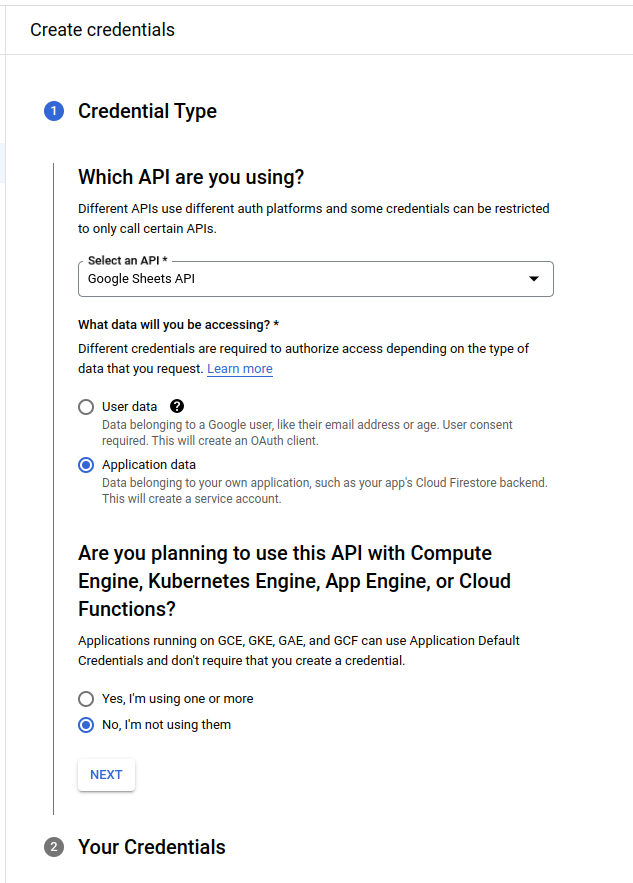 Create credentials
1 Credential Type
Which API are you using?
Different APIs use different auth platforms and some credentials can be restricted
to only call certain APIs.
Select an API *
Google Sheets API
What data will you be accessing? *
Different credentials are required to authorize access depending on the type of
data that you request. Learn more
User data ?
Data belonging to a Google user, like their email address or age. User consent
required. This will create an OAuth client.
Application data
Data belonging to your own application, such as your app's Cloud Firestore backend.
This will create a service account.
Are you planning to use this API with Compute
Engine, Kubernetes Engine, App Engine, or Cloud
Functions?
Applications running on GCE, GKE, GAE, and GCF can use Application Default
Credentials and don't require that you create a credential.
Yes, I'm using one or more
No, I'm not using them
NEXT
2 Your Credentials